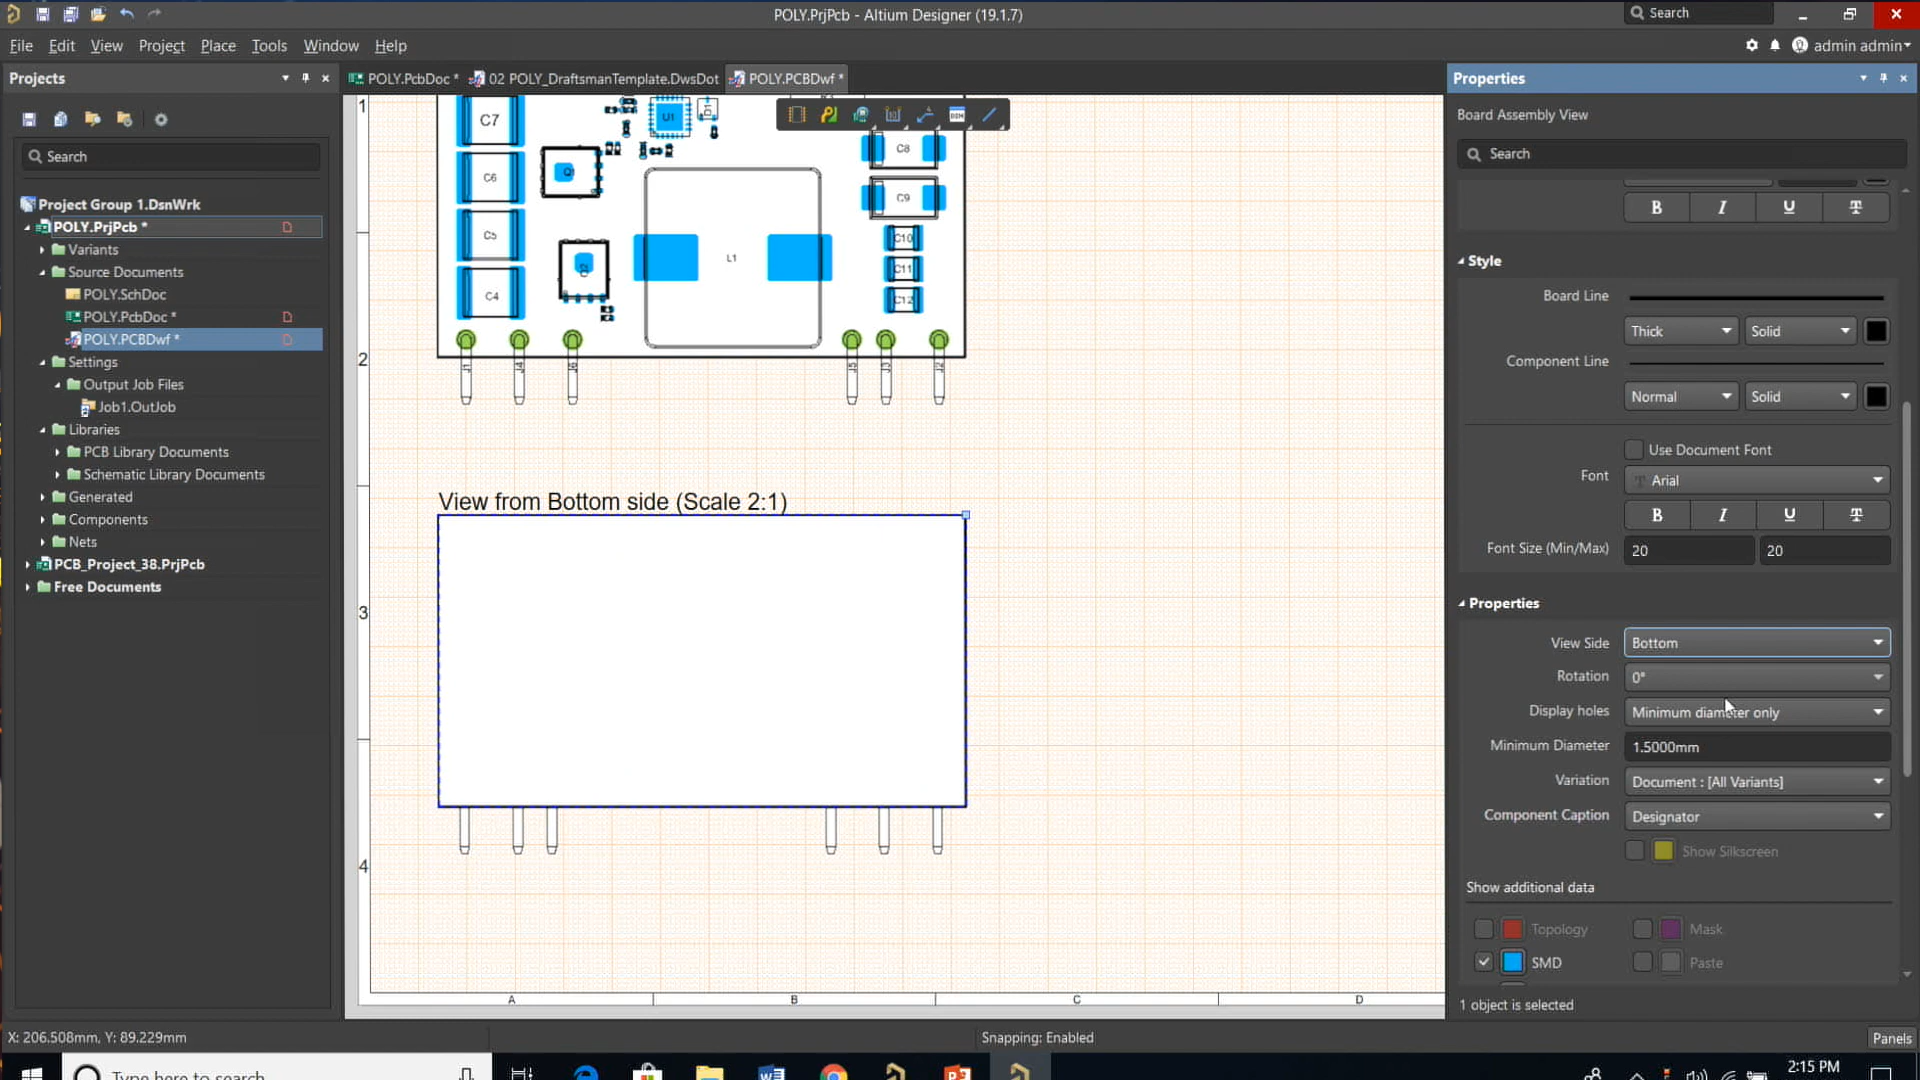 POLY.PrjPcb - Altium Designer (19.1.7)
Search
File Edit View Project Place Tools Window Help
admin admin
Projects
POLY.PcbDoc *
02 POLY_DraftsmanTemplate.DwsDot
POLY.PCBDwf *
Properties
Board Assembly View
Search
Search
Project Group 1.DsnWrk
POLY.PrjPcb *
Variants
Source Documents
POLY.SchDoc
POLY.PcbDoc *
POLY.PCBDwf *
Settings
Output Job Files
Job1.OutJob
Libraries
PCB Library Documents
Schematic Library Documents
Generated
Components
Nets
PCB_Project_38.PrjPcb
Free Documents
1
2
3
4
C7
C6
C5
C4
U1
D1
Q1
L1
C8
C9
C10
C11
C12
J1
J4
J6
J5
J3
J2
View from Bottom side (Scale 2:1)
A
B
C
D
B I U T
Style
Board Line
Thick
Solid
Component Line
Normal
Solid
Use Document Font
Font
Arial
B I U T
Font Size (Min/Max)
20
20
Properties
View Side
Bottom
Rotation
0°
Display holes
Minimum diameter only
Minimum Diameter
1.5000mm
Variation
Document : [All Variants]
Component Caption
Designator
Show Silkscreen
Show additional data
Topology
Mask
SMD
Paste
1 object is selected
X: 206.508mm, Y: 89.229mm
Snapping: Enabled
Panels
Type here to search
2:15 PM